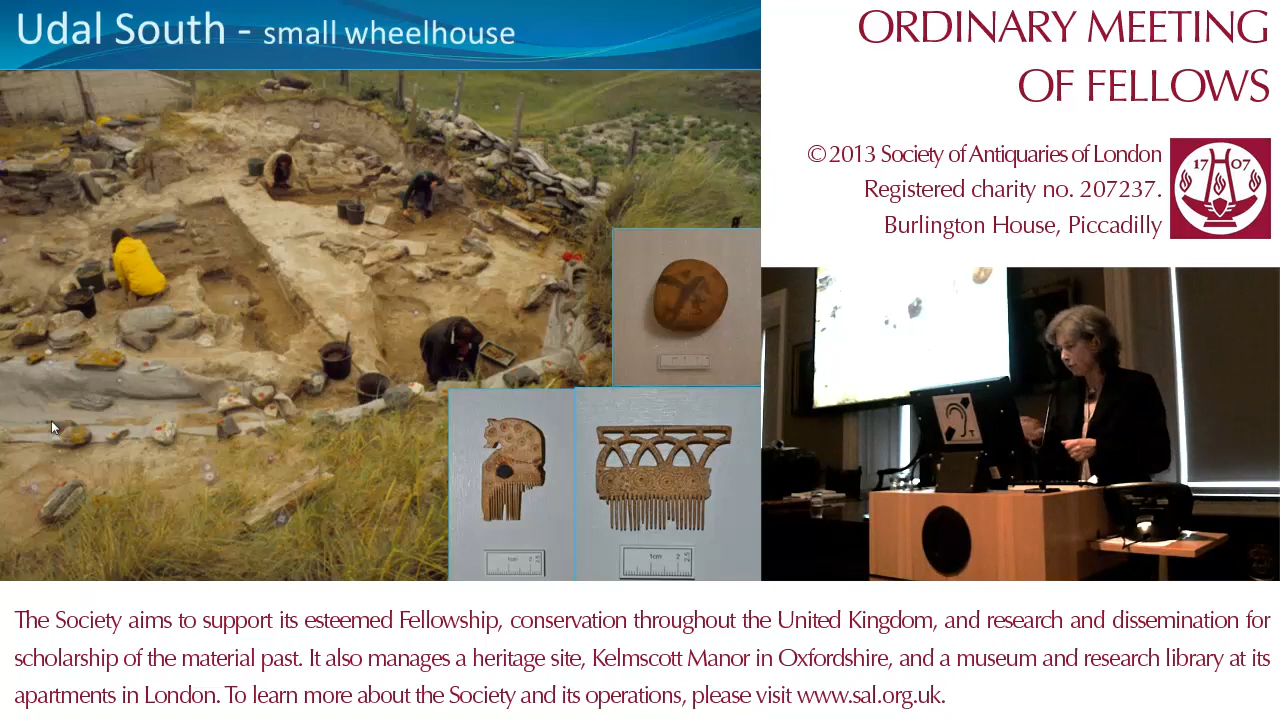 Udal South - small wheelhouse
ORDINARY MEETING
OF FELLOWS
© 2013 Society of Antiquaries of London
Registered charity no. 207237.
Burlington House, Piccadilly
17 07
1cm
1cm 2
The Society aims to support its esteemed Fellowship, conservation throughout the United Kingdom, and research and dissemination for
scholarship of the material past. It also manages a heritage site, Kelmscott Manor in Oxfordshire, and a museum and research library at its
apartments in London. To learn more about the Society and its operations, please visit www.sal.org.uk.